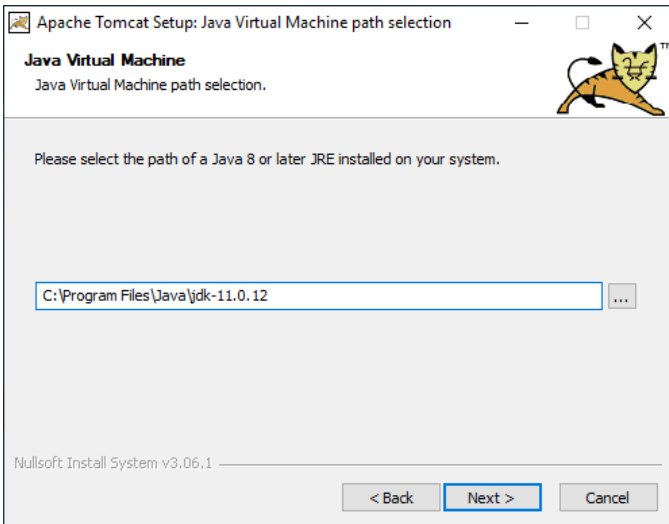 Apache Tomcat Setup: Java Virtual Machine path selection
Java Virtual Machine
Java Virtual Machine path selection.
TM
Please select the path of a Java 8 or later JRE installed on your system.
C:\Program Files\Java\jdk-11.0.12
...
Nullsoft Install System v3.06.1
< Back
Next >
Cancel